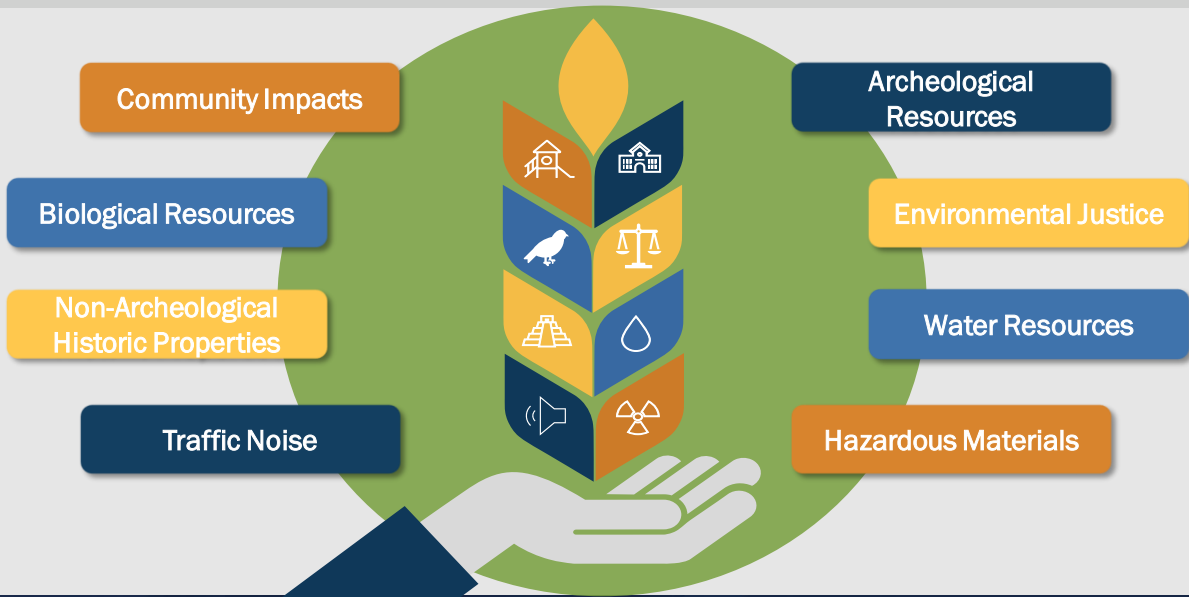 Community Impacts
Archeological
Resources
Biological Resources
Environmental Justice
Non-Archeological
Historic Properties
Water Resources
Traffic Noise
Hazardous Materials